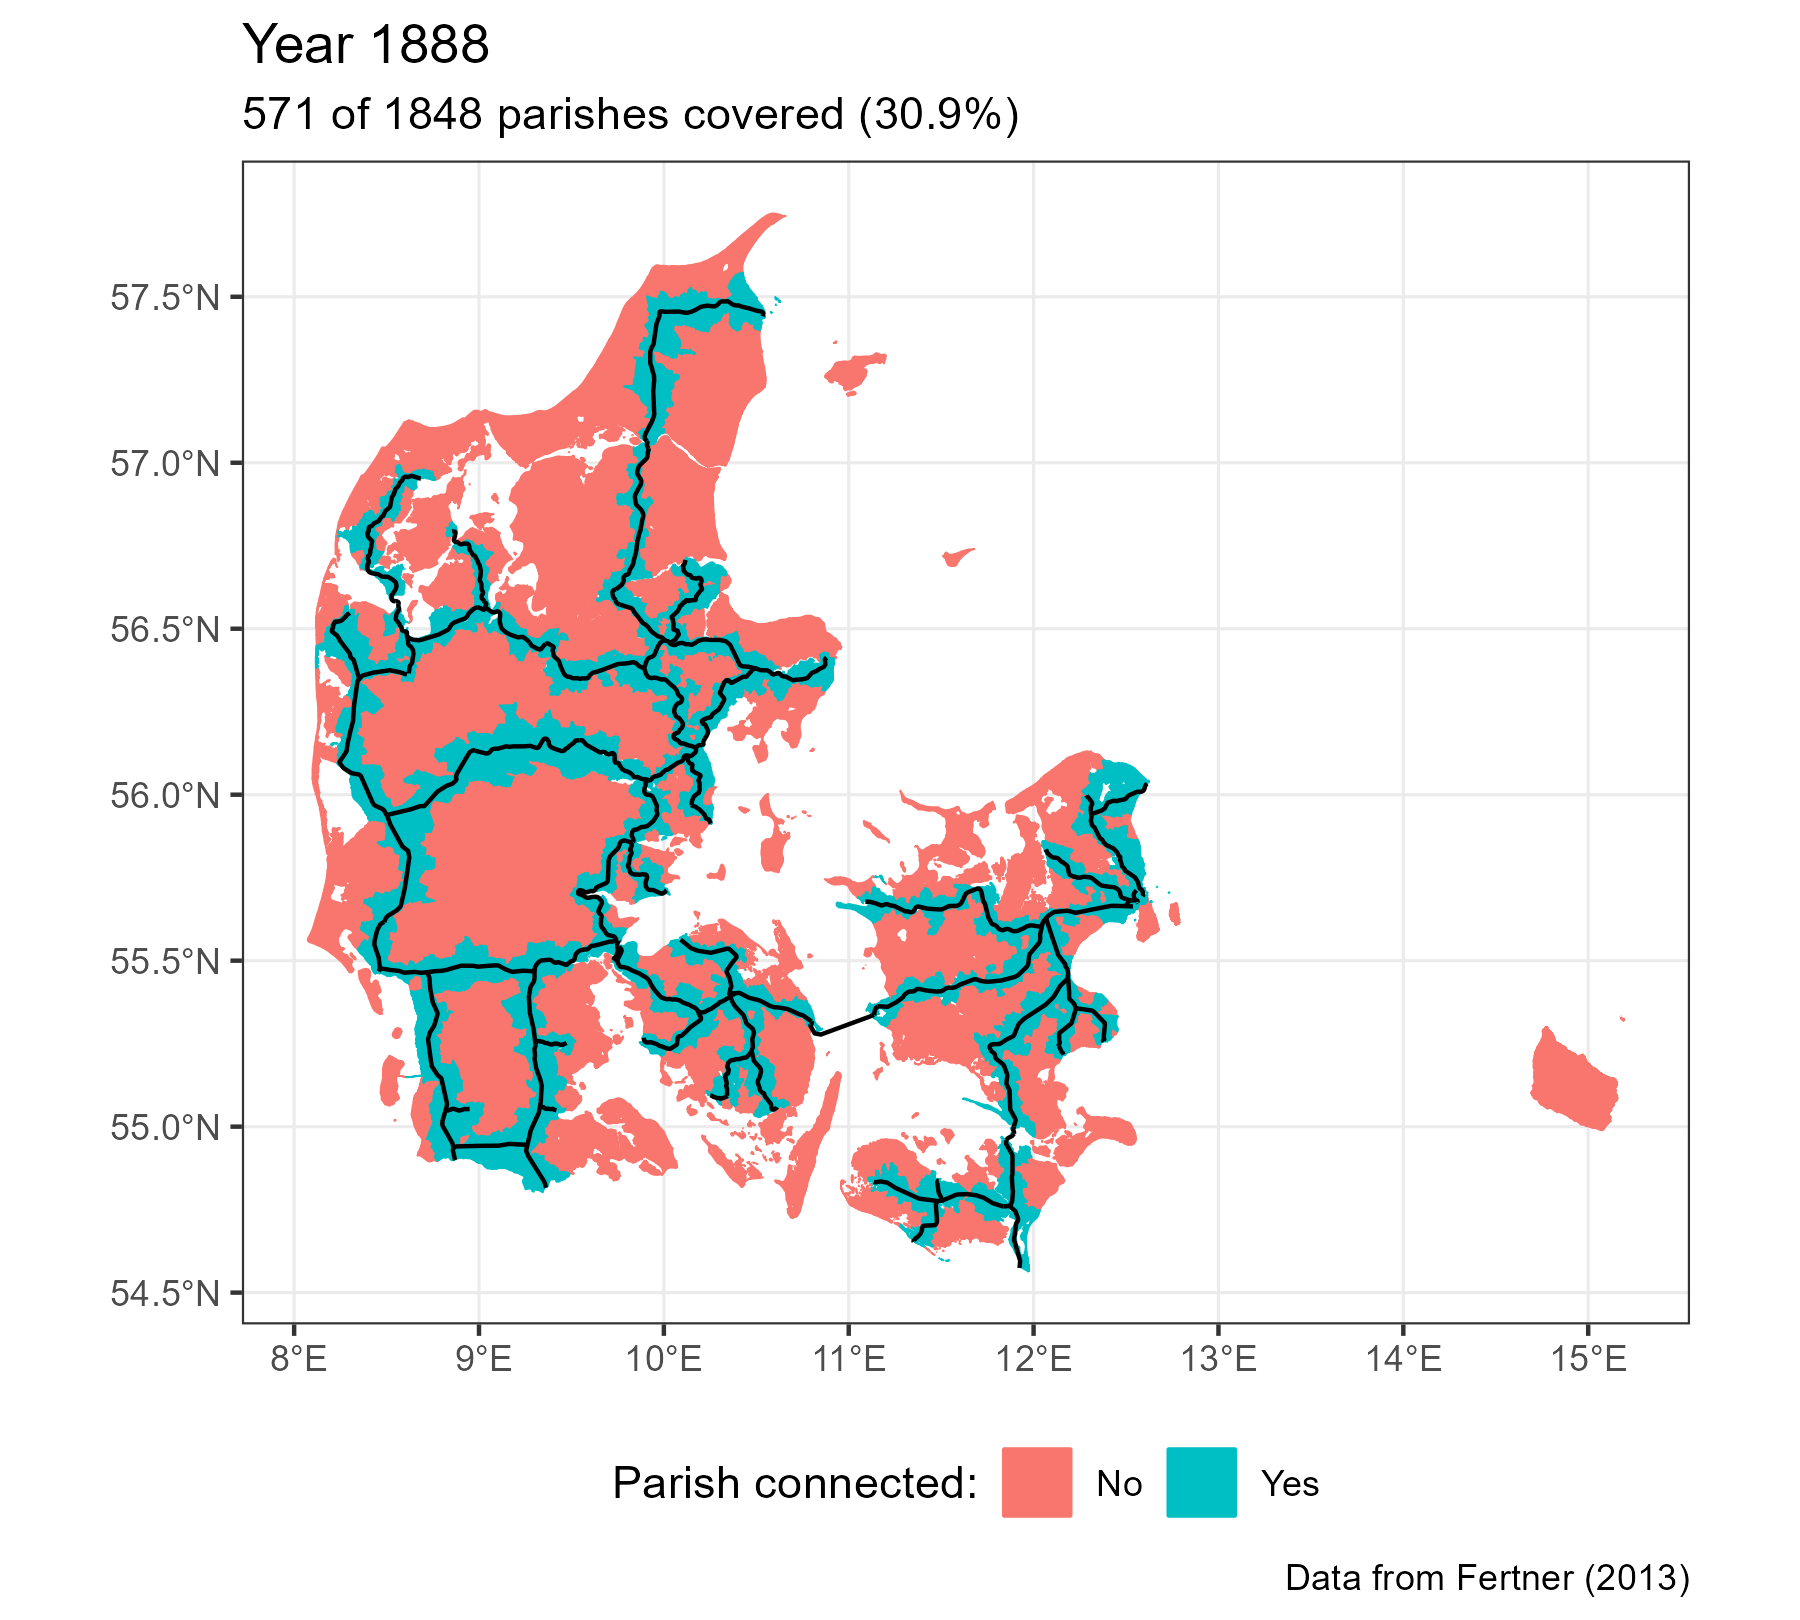 Year 1888
571 of 1848 parishes covered (30.9%)
57.5°N
57.0°N
56.5°N
56.0°N
55.5°N
55.0°N
54.5°N
8°E 9°E 10°E 11°E 12°E 13°E 14°E 15°E
Parish connected: No Yes
Data from Fertner (2013)